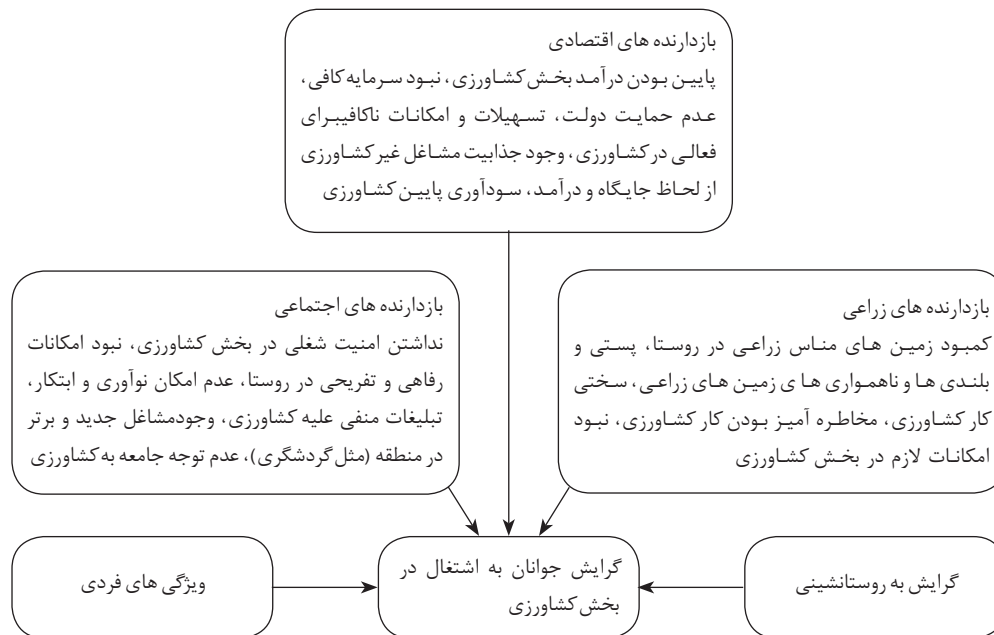 بازدارنده های اقتصادی
پایین بودن درآمد بخش کشاورزی، نبود سرمایه کافی،
عدم حمایت دولت، تسهیلات و امکانات ناکافیبرای
فعالی در کشاورزی، وجود جذابیت مشاغل غیر کشاورزی
از لحاظ جایگاه و درآمد، سودآوری پایین کشاورزی
بازدارنده های زراعی
کمبود زمین های مناس زراعی در روستا، پستی و
بلندی ها و ناهمواری ها ی زمین های زراعی، سختی
کار کشاورزی، مخاطره آمیز بودن کار کشاورزی، نبود
امکانات لازم در بخش کشاورزی
بازدارنده های اجتماعی
نداشتن امنیت شغلی در بخش کشاورزی، نبود امکانات
رفاهی و تفریحی در روستا، عدم امکان نوآوری و ابتکار،
تبلیغات منفی علیه کشاورزی، وجودمشاغل جدید و برتر
در منطقه (مثل گردشگری)، عدم توجه جامعه به کشاورزی
گرایش به روستانشینی
گرایش جوانان به اشتغال در
بخش کشاورزی
ویژگی های فردی